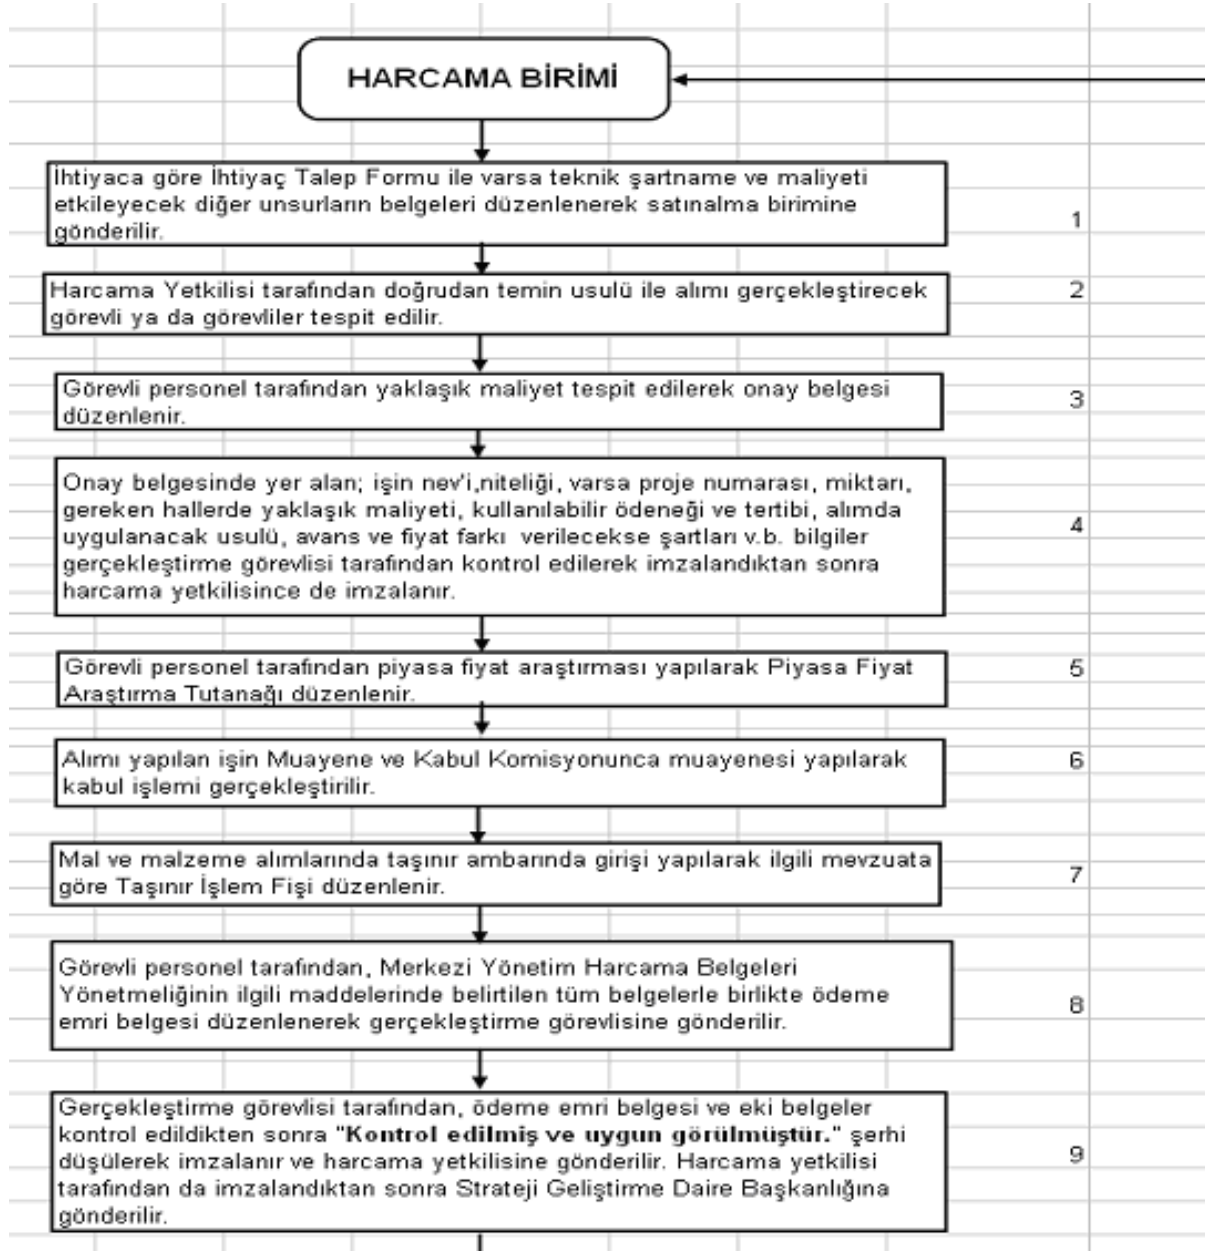 HARCAMA BİRİMİ
İhtiyaca göre İhtiyaç Talep Formu ile varsa teknik şartname ve maliyeti
etkileyecek diğer unsurların belgeleri düzenlenerek satınalma birimine
gönderilir.
1
Harcama Yetkilisi tarafından doğrudan temin usulü ile alımı gerçekleştirecek
görevli ya da görevliler tespit edilir.
2
Görevli personel tarafından yaklaşık maliyet tespit edilerek onay belgesi
düzenlenir.
3
Onay belgesinde yer alan; işin nev'i,niteliği, varsa proje numarası, miktarı,
gereken hallerde yaklaşık maliyeti, kullanılabilir ödeneği ve tertibi, alımda
uygulanacak usulü, avans ve fiyat farkı verilecekse şartları v.b. bilgiler
gerçekleştirme görevlisi tarafından kontrol edilerek imzalandıktan sonra
harcama yetkilisince de imzalanır.
4
Görevli personel tarafından piyasa fiyat araştırması yapılarak Piyasa Fiyat
Araştırma Tutanağı düzenlenir.
5
Alımı yapılan işin Muayene ve Kabul Komisyonunca muayenesi yapılarak
kabul işlemi gerçekleştirilir.
6
Mal ve malzeme alımlarında taşınır ambarında girişi yapılarak ilgili mevzuata
göre Taşınır İşlem Fişi düzenlenir.
7
Görevli personel tarafından, Merkezi Yönetim Harcama Belgeleri
Yönetmeliğinin ilgili maddelerinde belirtilen tüm belgelerle birlikte ödeme
emri belgesi düzenlenerek gerçekleştirme görevlisine gönderilir.
8
Gerçekleştirme görevlisi tarafından, ödeme emri belgesi ve eki belgeler
kontrol edildikten sonra "Kontrol edilmiş ve uygun görülmüştür." şerhi
düşülerek imzalanır ve harcama yetkilisine gönderilir. Harcama yetkilisi
tarafından da imzalandıktan sonra Strateji Geliştirme Daire Başkanlığına
gönderilir.
9